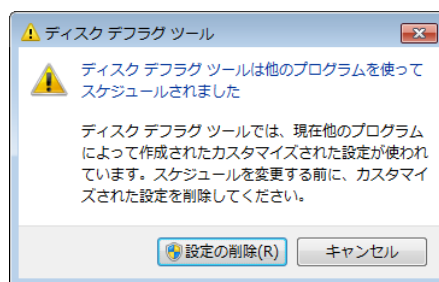 ディスク デフラグ ツール
ディスク デフラグ ツールは他のプログラムを使って
スケジュールされました
ディスク デフラグ ツールでは、現在他のプログラム
によって作成されたカスタマイズされた設定が使われ
ています。スケジュールを変更する前に、カスタマイ
ズされた設定を削除してください。
設定の削除(R)
キャンセル